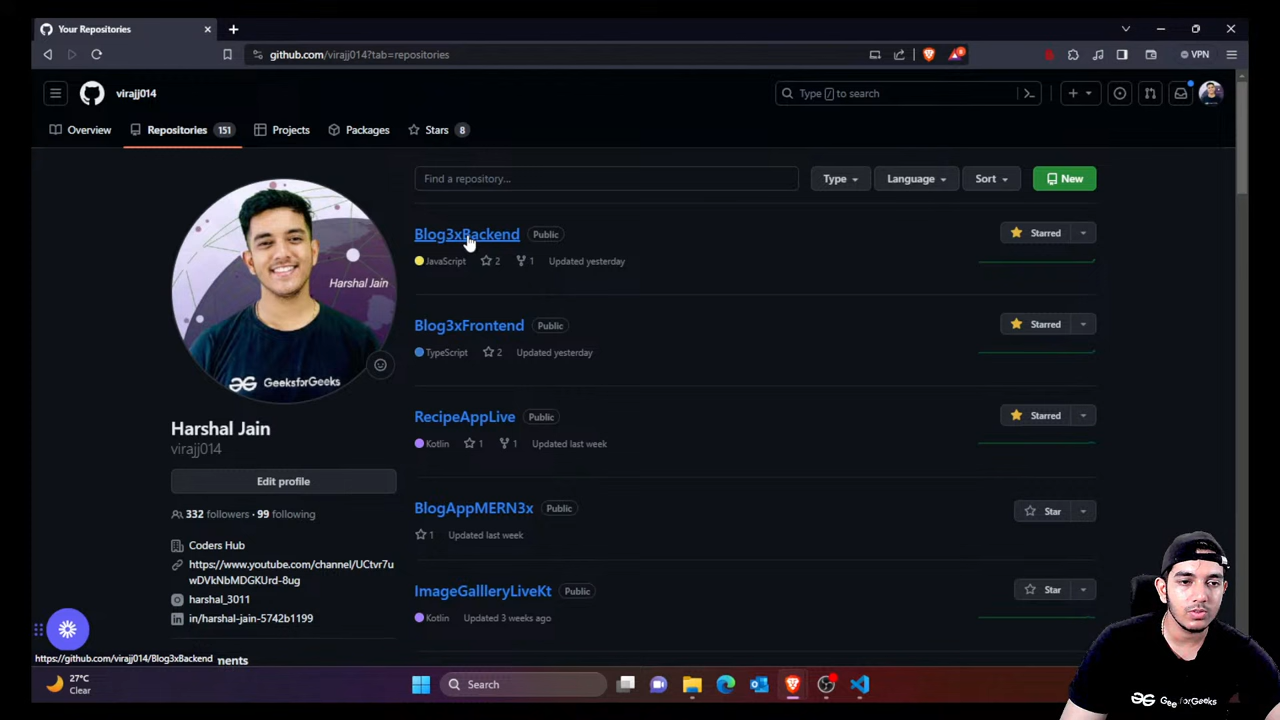 Your Repositories
github.com/virajj014?tab=repositories
VPN
virajj014
Type / to search
Overview
Repositories 151
Projects
Packages
Stars 8
Find a repository...
Type
Language
Sort
New
Harshal Jain
GeeksforGeeks
Harshal Jain
virajj014
Edit profile
332 followers · 99 following
Coders Hub
https://www.youtube.com/channel/UCtvr7u
wDVkNbMDGKUrd-8ug
harshal_3011
in/harshal-jain-5742b1199
ments
Blog3xBackend Public
Starred
JavaScript 2 1 Updated yesterday
Blog3xFrontend Public
Starred
TypeScript 2 Updated yesterday
RecipeAppLive Public
Starred
Kotlin 1 1 Updated last week
BlogAppMERN3x Public
Star
1 Updated last week
ImageGallleryLiveKt Public
Star
Kotlin Updated 3 weeks ago
https://github.com/virajj014/Blog3xBackend
27°C
Clear
Search